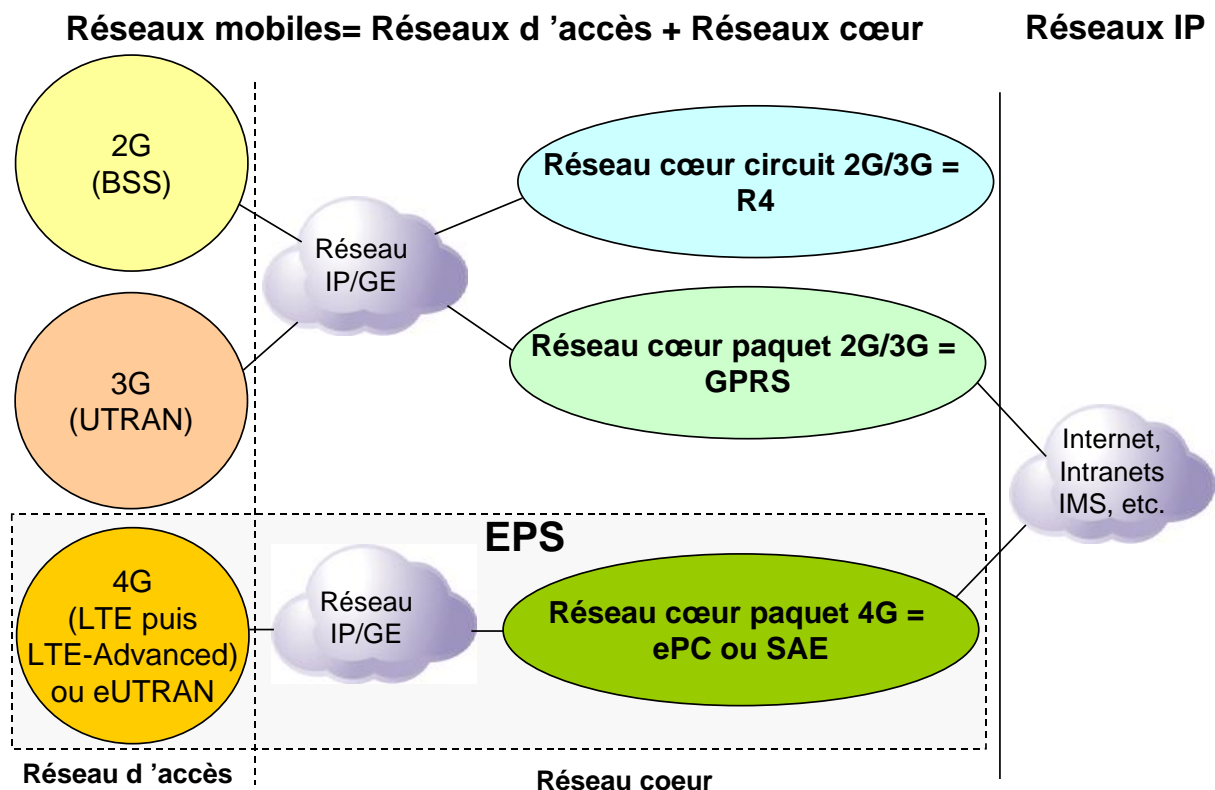 Réseaux mobiles= Réseaux d ’accès + Réseaux cœur
Réseaux IP
2G
(BSS)
Réseau
IP/GE
Réseau cœur circuit 2G/3G =
R4
3G
(UTRAN)
Réseau cœur paquet 2G/3G =
GPRS
Internet,
Intranets
IMS, etc.
EPS
4G
(LTE puis
LTE-Advanced)
ou eUTRAN
Réseau
IP/GE
Réseau cœur paquet 4G =
ePC ou SAE
Réseau d ’accès
Réseau coeur